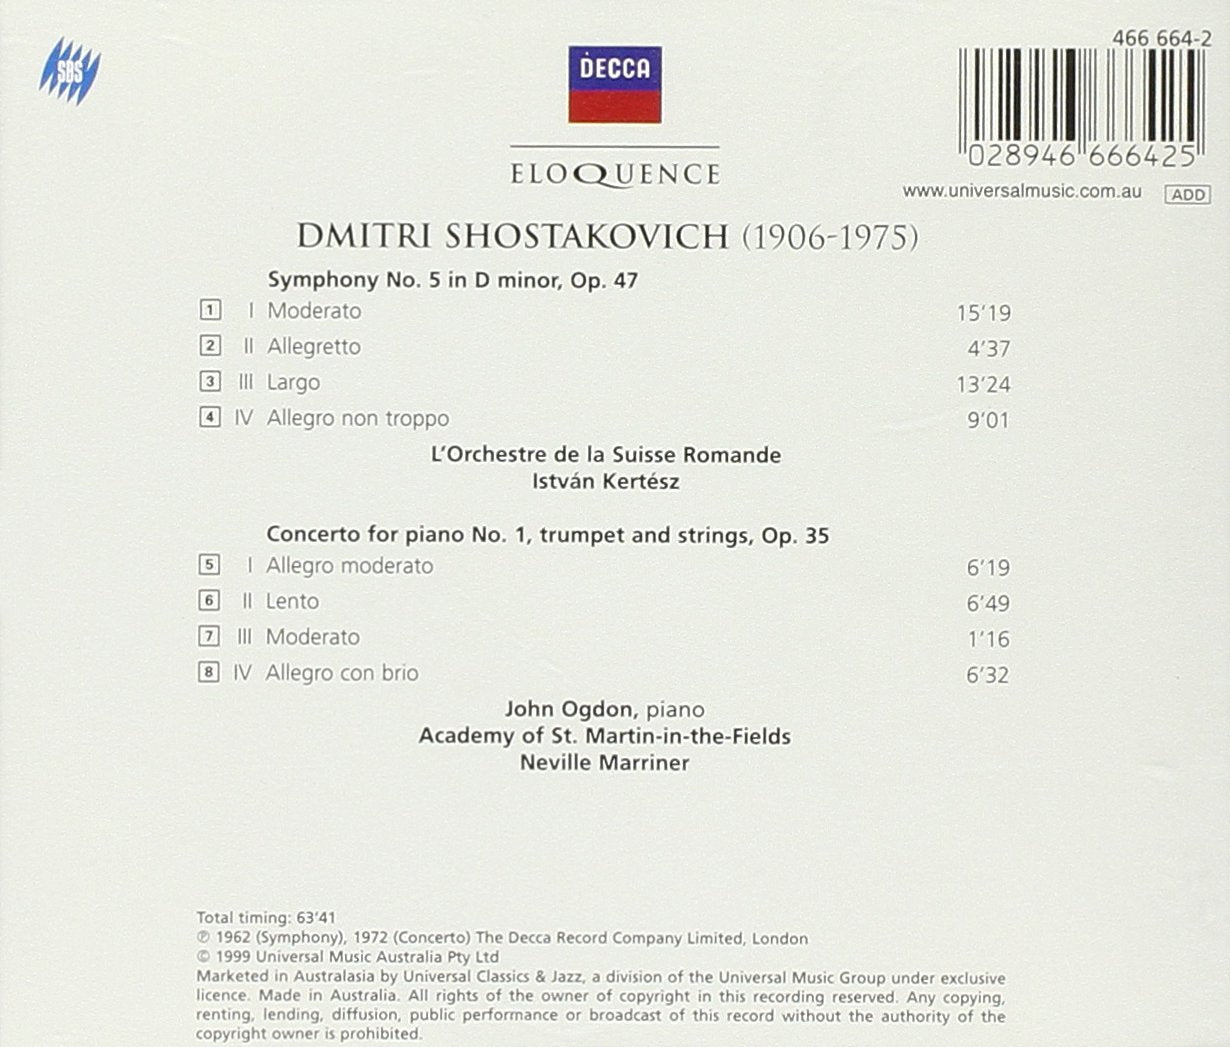 SBS
DECCA
466 664-2
028946 666425
ELOQUENCE
www.universalmusic.com.au ADD
DMITRI SHOSTAKOVICH (1906-1975)
Symphony No. 5 in D minor, Op. 47
1 I Moderato 15'19
2 II Allegretto 4'37
3 III Largo 13'24
4 IV Allegro non troppo 9'01
L'Orchestre de la Suisse Romande
István Kertész
Concerto for piano No. 1, trumpet and strings, Op. 35
5 I Allegro moderato 6'19
6 II Lento 6'49
7 III Moderato 1'16
8 IV Allegro con brio 6'32
John Ogdon, piano
Academy of St. Martin-in-the-Fields
Neville Marriner
Total timing: 63'41
℗ 1962 (Symphony), 1972 (Concerto) The Decca Record Company Limited, London
© 1999 Universal Music Australia Pty Ltd
Marketed in Australasia by Universal Classics & Jazz, a division of the Universal Music Group under exclusive
licence. Made in Australia. All rights of the owner of copyright in this recording reserved. Any copying,
renting, lending, diffusion, public performance or broadcast of this record without the authority of the
copyright owner is prohibited.